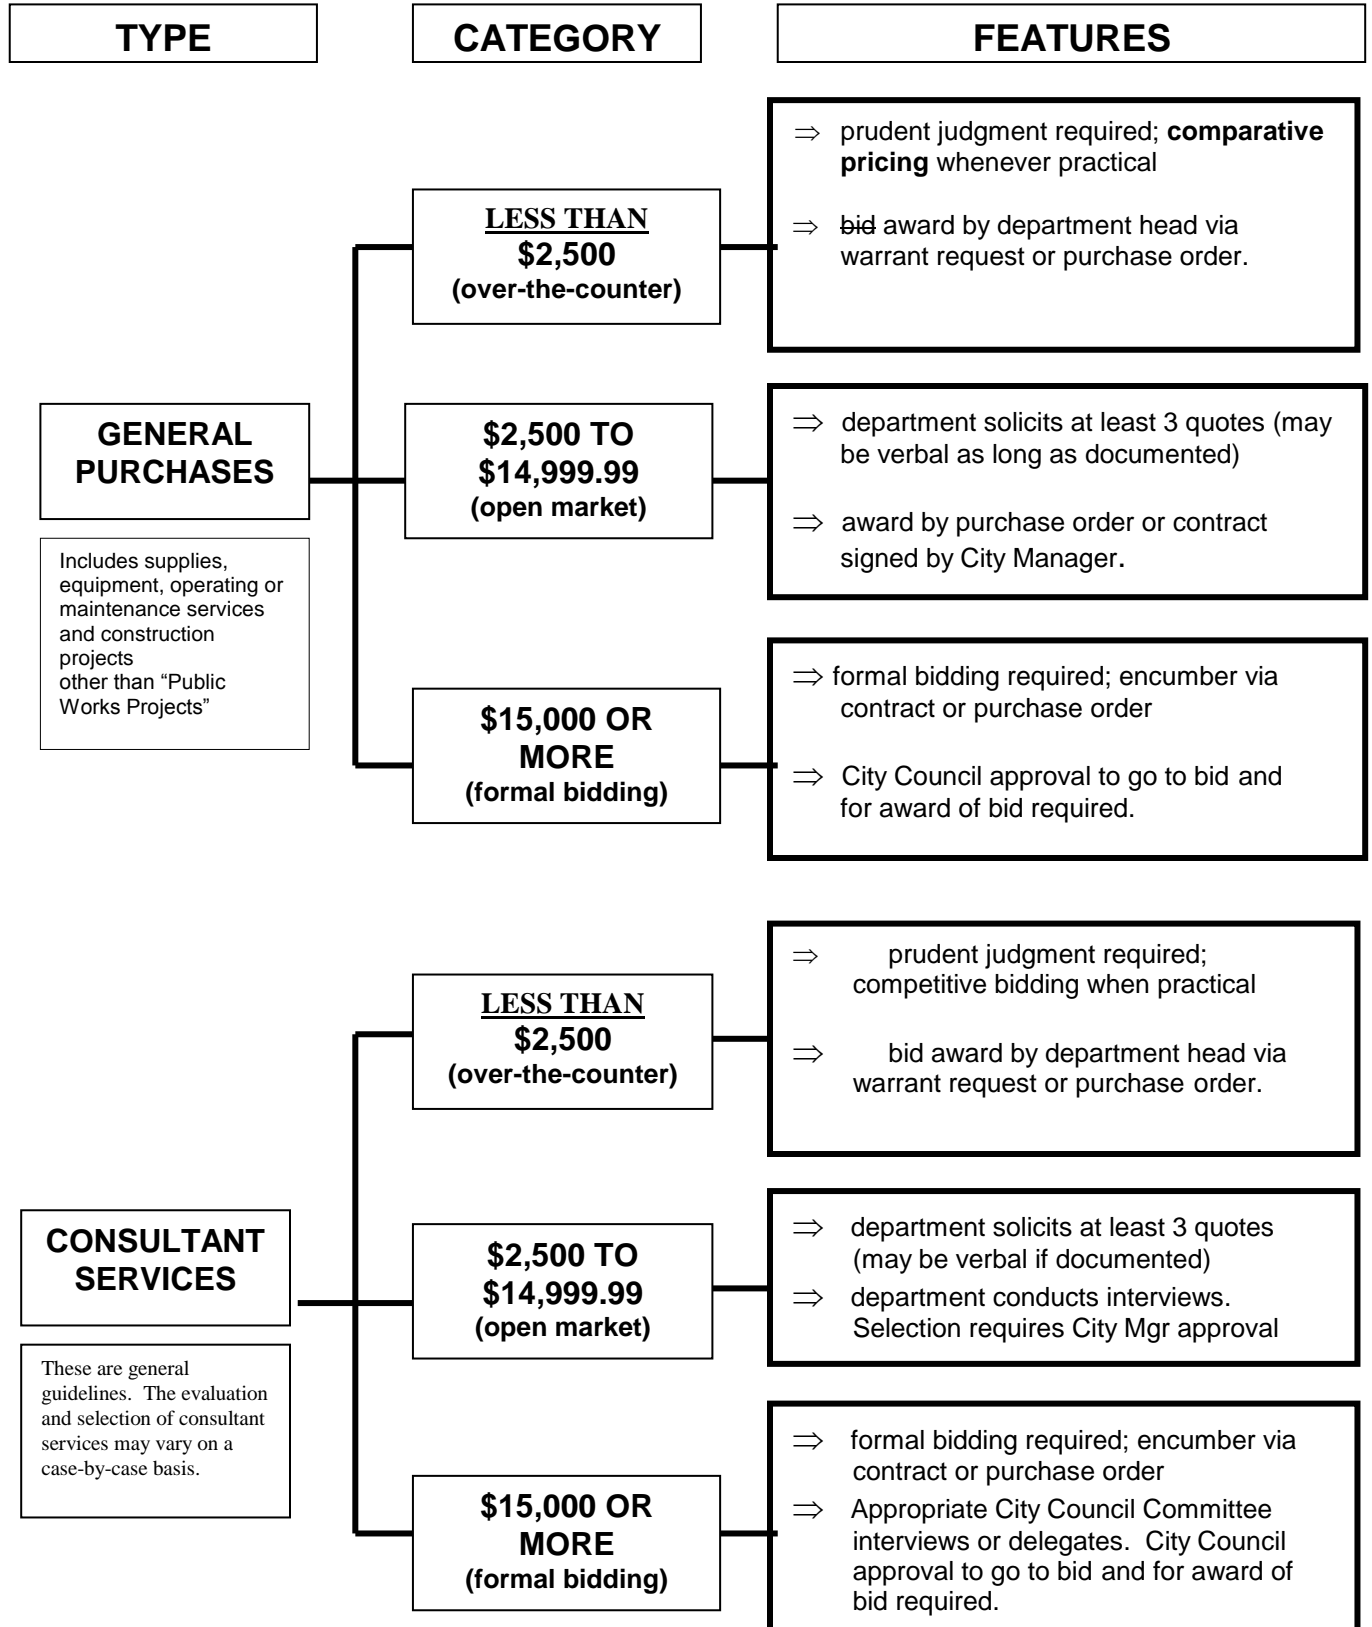 TYPE
CATEGORY
FEATURES
⇒ prudent judgment required; comparative
pricing whenever practical
⇒ bid award by department head via
warrant request or purchase order.
LESS THAN
$2,500
(over-the-counter)
GENERAL
PURCHASES
Includes supplies,
equipment, operating or
maintenance services
and construction
projects
other than “Public
Works Projects”
$2,500 TO
$14,999.99
(open market)
⇒ department solicits at least 3 quotes (may
be verbal as long as documented)
⇒ award by purchase order or contract
signed by City Manager.
$15,000 OR
MORE
(formal bidding)
⇒ formal bidding required; encumber via
contract or purchase order
⇒ City Council approval to go to bid and
for award of bid required.
LESS THAN
$2,500
(over-the-counter)
⇒ prudent judgment required;
competitive bidding when practical
⇒ bid award by department head via
warrant request or purchase order.
CONSULTANT
SERVICES
These are general
guidelines. The evaluation
and selection of consultant
services may vary on a
case-by-case basis.
$2,500 TO
$14,999.99
(open market)
⇒ department solicits at least 3 quotes
(may be verbal if documented)
⇒ department conducts interviews.
Selection requires City Mgr approval
$15,000 OR
MORE
(formal bidding)
⇒ formal bidding required; encumber via
contract or purchase order
⇒ Appropriate City Council Committee
interviews or delegates. City Council
approval to go to bid and for award of
bid required.